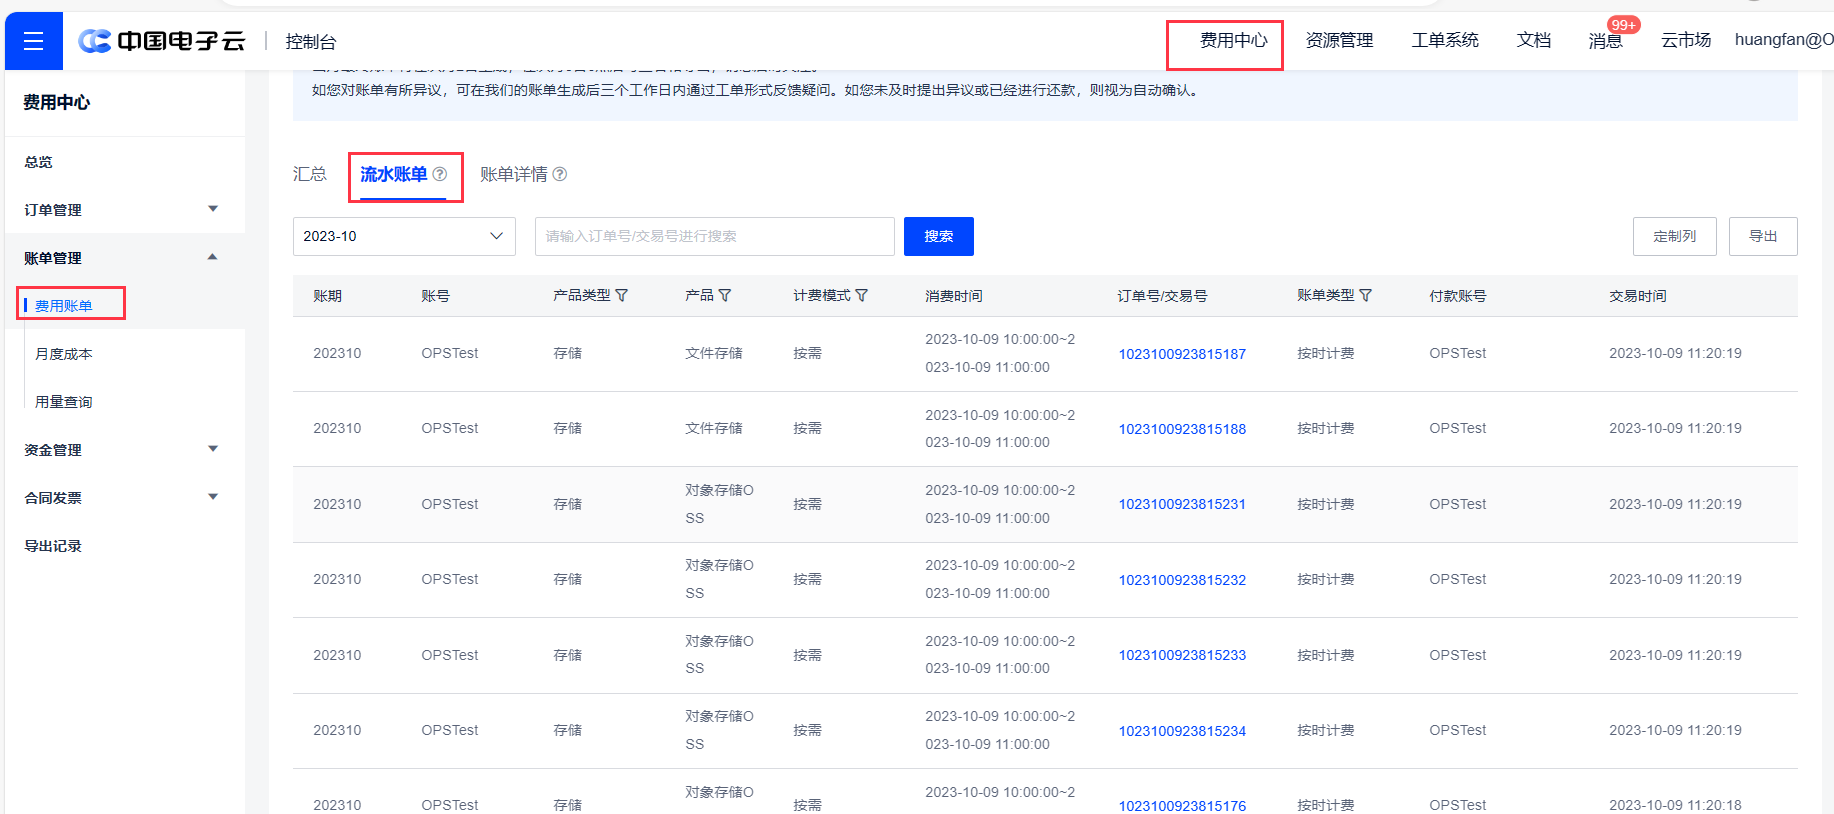 中国电子云
控制台
费用中心
资源管理
工单系统
文档
消息
99+
云市场
huangfan@O
费用中心
总览
订单管理
账单管理
费用账单
月度成本
用量查询
资金管理
合同发票
导出记录
如您对账单有所异议，可在我们的账单生成后三个工作日内通过工单形式反馈疑问。如您未及时提出异议或已经进行还款，则视为自动确认。
汇总 流水账单 账单详情
2023-10 请输入订单号/交易号进行搜索 搜索 定制列 导出
账期 账号 产品类型 产品 计费模式 消费时间 订单号/交易号 账单类型 付款账号 交易时间
202310 OPSTest 存储 文件存储 按需 2023-10-09 10:00:00~2 1023100923815187 按时计费 OPSTest 2023-10-09 11:20:19
023-10-09 11:00:00
202310 OPSTest 存储 文件存储 按需 2023-10-09 10:00:00~2 1023100923815188 按时计费 OPSTest 2023-10-09 11:20:19
023-10-09 11:00:00
202310 OPSTest 存储 对象存储O 按需 2023-10-09 10:00:00~2 1023100923815231 按时计费 OPSTest 2023-10-09 11:20:19
SS 023-10-09 11:00:00
202310 OPSTest 存储 对象存储O 按需 2023-10-09 10:00:00~2 1023100923815232 按时计费 OPSTest 2023-10-09 11:20:19
SS 023-10-09 11:00:00
202310 OPSTest 存储 对象存储O 按需 2023-10-09 10:00:00~2 1023100923815233 按时计费 OPSTest 2023-10-09 11:20:19
SS 023-10-09 11:00:00
202310 OPSTest 存储 对象存储O 按需 2023-10-09 10:00:00~2 1023100923815234 按时计费 OPSTest 2023-10-09 11:20:19
SS 023-10-09 11:00:00
202310 OPSTest 存储 对象存储O 按需 2023-10-09 10:00:00~2 1023100923815176 按时计费 OPSTest 2023-10-09 11:20:18